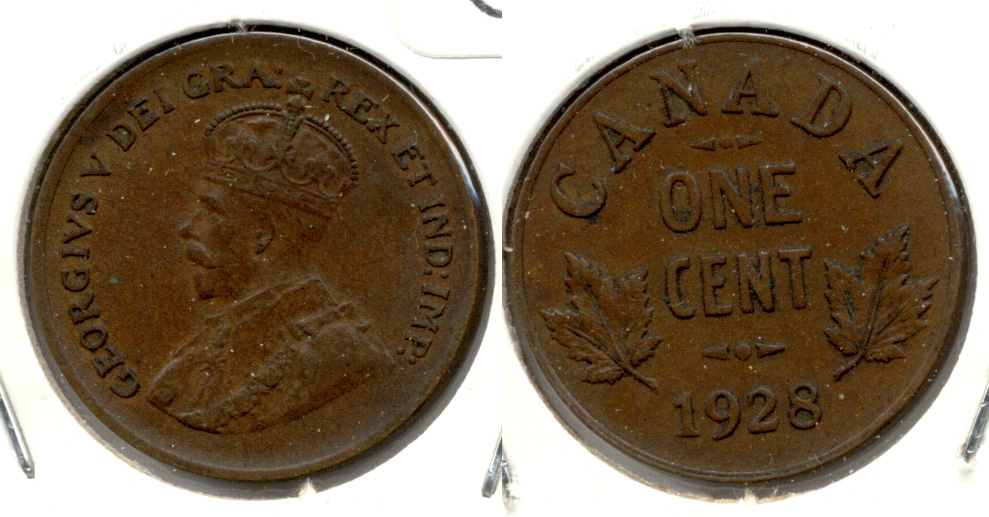 GEORGIVS V DEI GRA: REX ET IND: IMP:
CANADA
ONE
CENT
1928